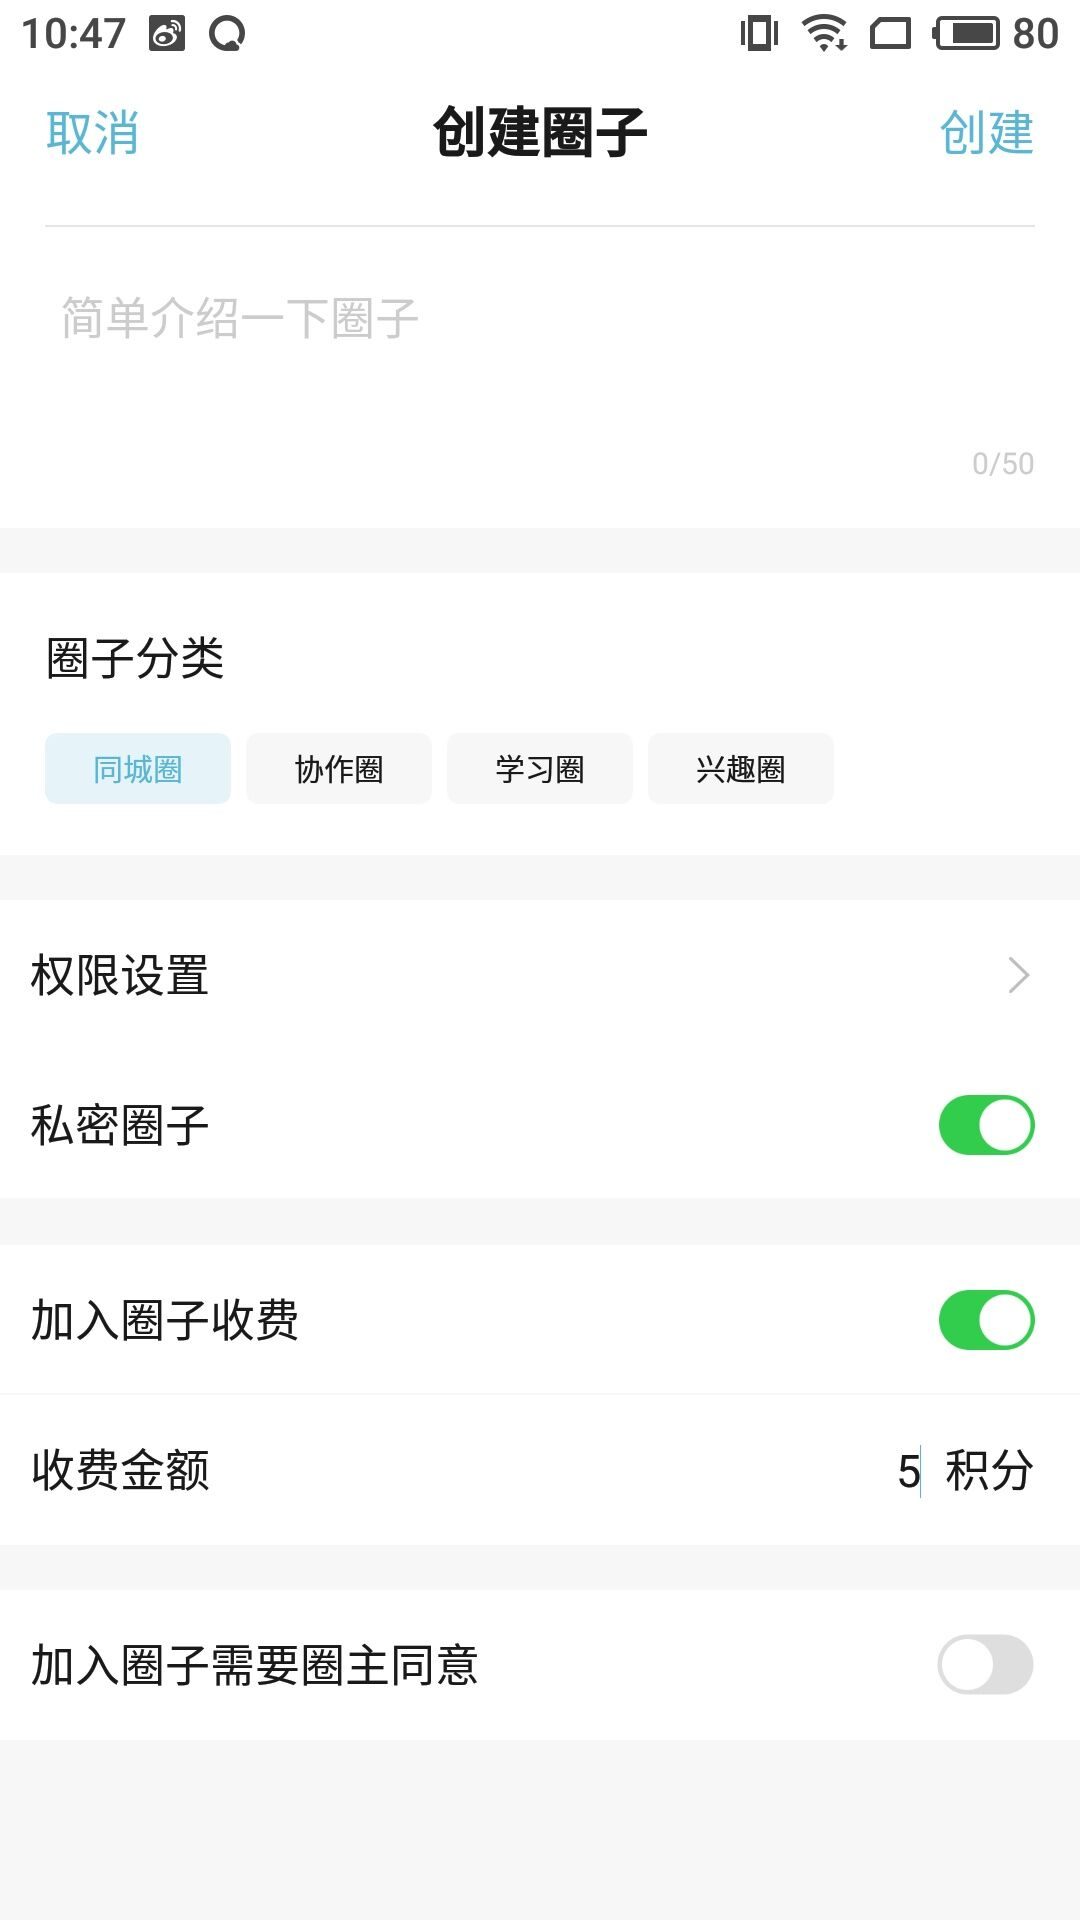 10:47 80
取消 创建圈子 创建
简单介绍一下圈子
0/50
圈子分类
同城圈 协作圈 学习圈 兴趣圈
权限设置
私密圈子
加入圈子收费
收费金额 5 积分
加入圈子需要圈主同意